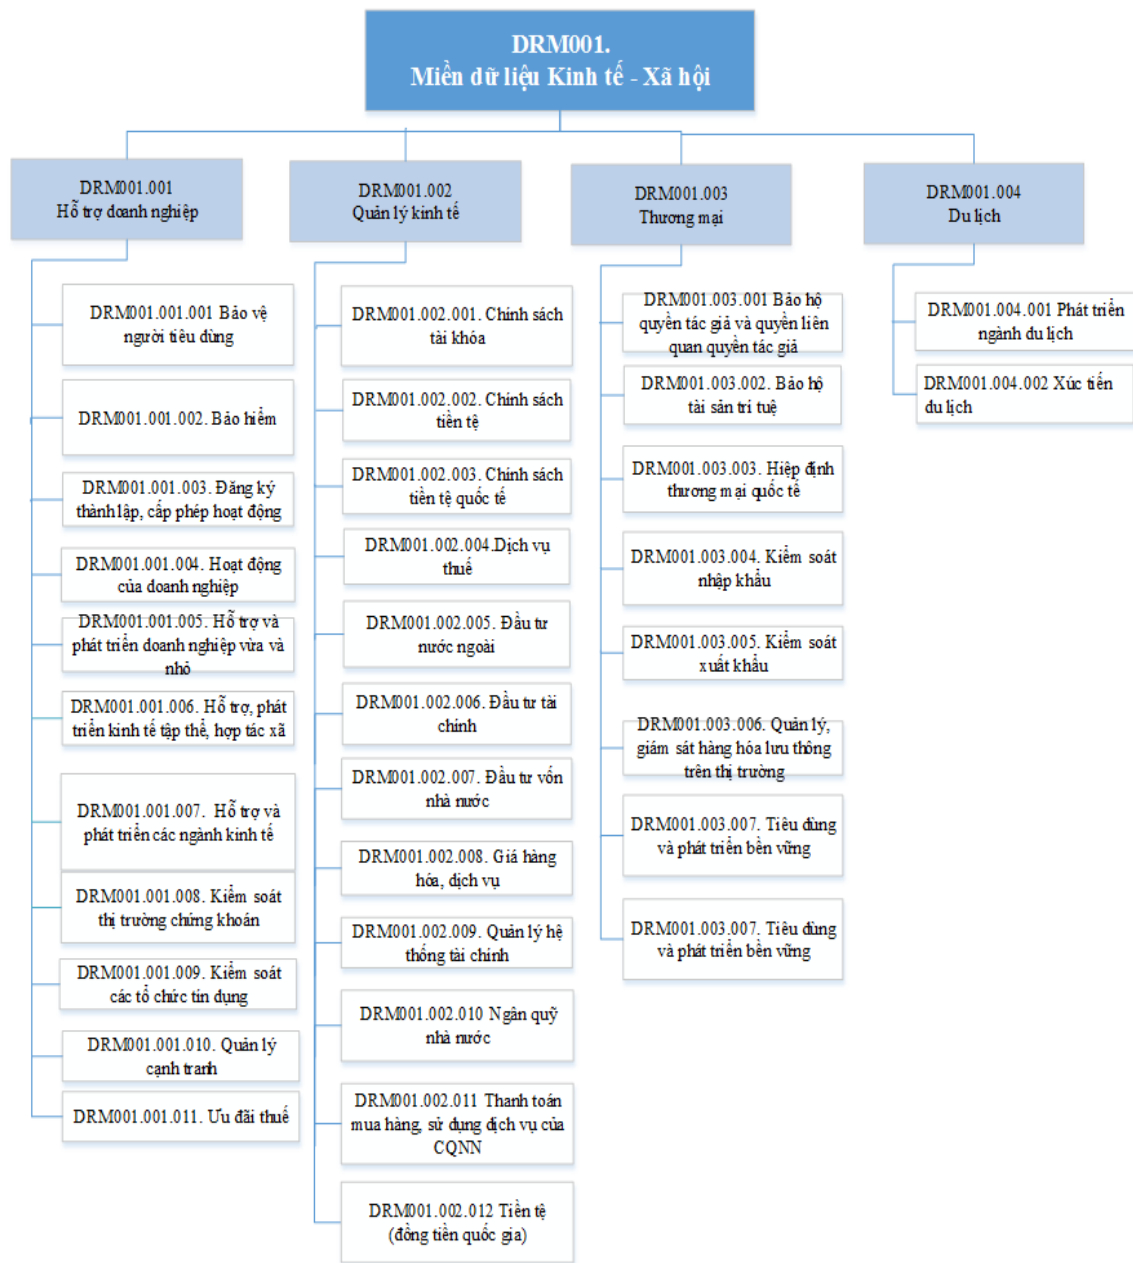 DRM001.
Miền dữ liệu Kinh tế - Xã hội
DRM001.001
Hỗ trợ doanh nghiệp
DRM001.001.001 Bảo vệ
người tiêu dùng
DRM001.001.002. Bảo hiểm
DRM001.001.003. Đăng ký
thành lập, cấp phép hoạt động
DRM001.001.004. Hoạt động
của doanh nghiệp
DRM001.001.005. Hỗ trợ và
phát triển doanh nghiệp vừa và
nhỏ
DRM001.001.006. Hỗ trợ, phát
triển kinh tế tập thể, hợp tác xã
DRM001.001.007. Hỗ trợ và
phát triển các ngành kinh tế
DRM001.001.008. Kiểm soát
thị trường chứng khoán
DRM001.001.009. Kiểm soát
các tổ chức tín dụng
DRM001.001.010. Quản lý
cạnh tranh
DRM001.001.011. Ưu đãi thuế
DRM001.002
Quản lý kinh tế
DRM001.002.001. Chính sách
tài khóa
DRM001.002.002. Chính sách
tiền tệ
DRM001.002.003. Chính sách
tiền tệ quốc tế
DRM001.002.004.Dịch vụ
thuế
DRM001.002.005. Đầu tư
nước ngoài
DRM001.002.006. Đầu tư tài
chính
DRM001.002.007. Đầu tư vốn
nhà nước
DRM001.002.008. Giá hàng
hóa, dịch vụ
DRM001.002.009. Quản lý hệ
thống tài chính
DRM001.002.010 Ngân quỹ
nhà nước
DRM001.002.011 Thanh toán
mua hàng, sử dụng dịch vụ của
CQNN
DRM001.002.012 Tiền tệ
(đồng tiền quốc gia)
DRM001.003
Thương mại
DRM001.003.001 Bảo hộ
quyền tác giả và quyền liên
quan quyền tác giả
DRM001.003.002. Bảo hộ
tài sản trí tuệ
DRM001.003.003. Hiệp định
thương mại quốc tế
DRM001.003.004. Kiểm soát
nhập khẩu
DRM001.003.005. Kiểm soát
xuất khẩu
DRM001.003.006. Quản lý,
giám sát hàng hóa lưu thông
trên thị trường
DRM001.003.007. Tiêu dùng
và phát triển bền vững
DRM001.003.007. Tiêu dùng
và phát triển bền vững
DRM001.004
Du lịch
DRM001.004.001 Phát triển
ngành du lịch
DRM001.004.002 Xúc tiến
du lịch